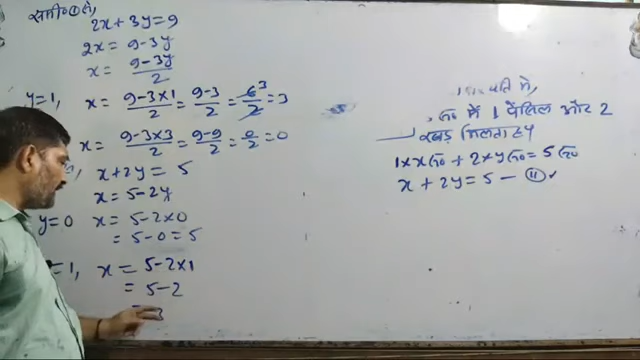 समी० ① से,
2x + 3y = 9
2x = 9-3y
x = 9-3y/2
y=1, x = 9-3×1/2 = 9-3/2 = 6/2 = 3
x = 9-3×3/2 = 9-9/2 = 0/2 = 0
x+2y = 5
x = 5-2y
y=0 x = 5-2×0
= 5-0 = 5
=1, x = 5-2×1
= 5-2
= 3
में,
रु० में 1 पेंसिल और 2
रबड़ मिलता है
1×x रु० + 2×y रु० = 5 रु०
x + 2y = 5 — ⑪ ✓